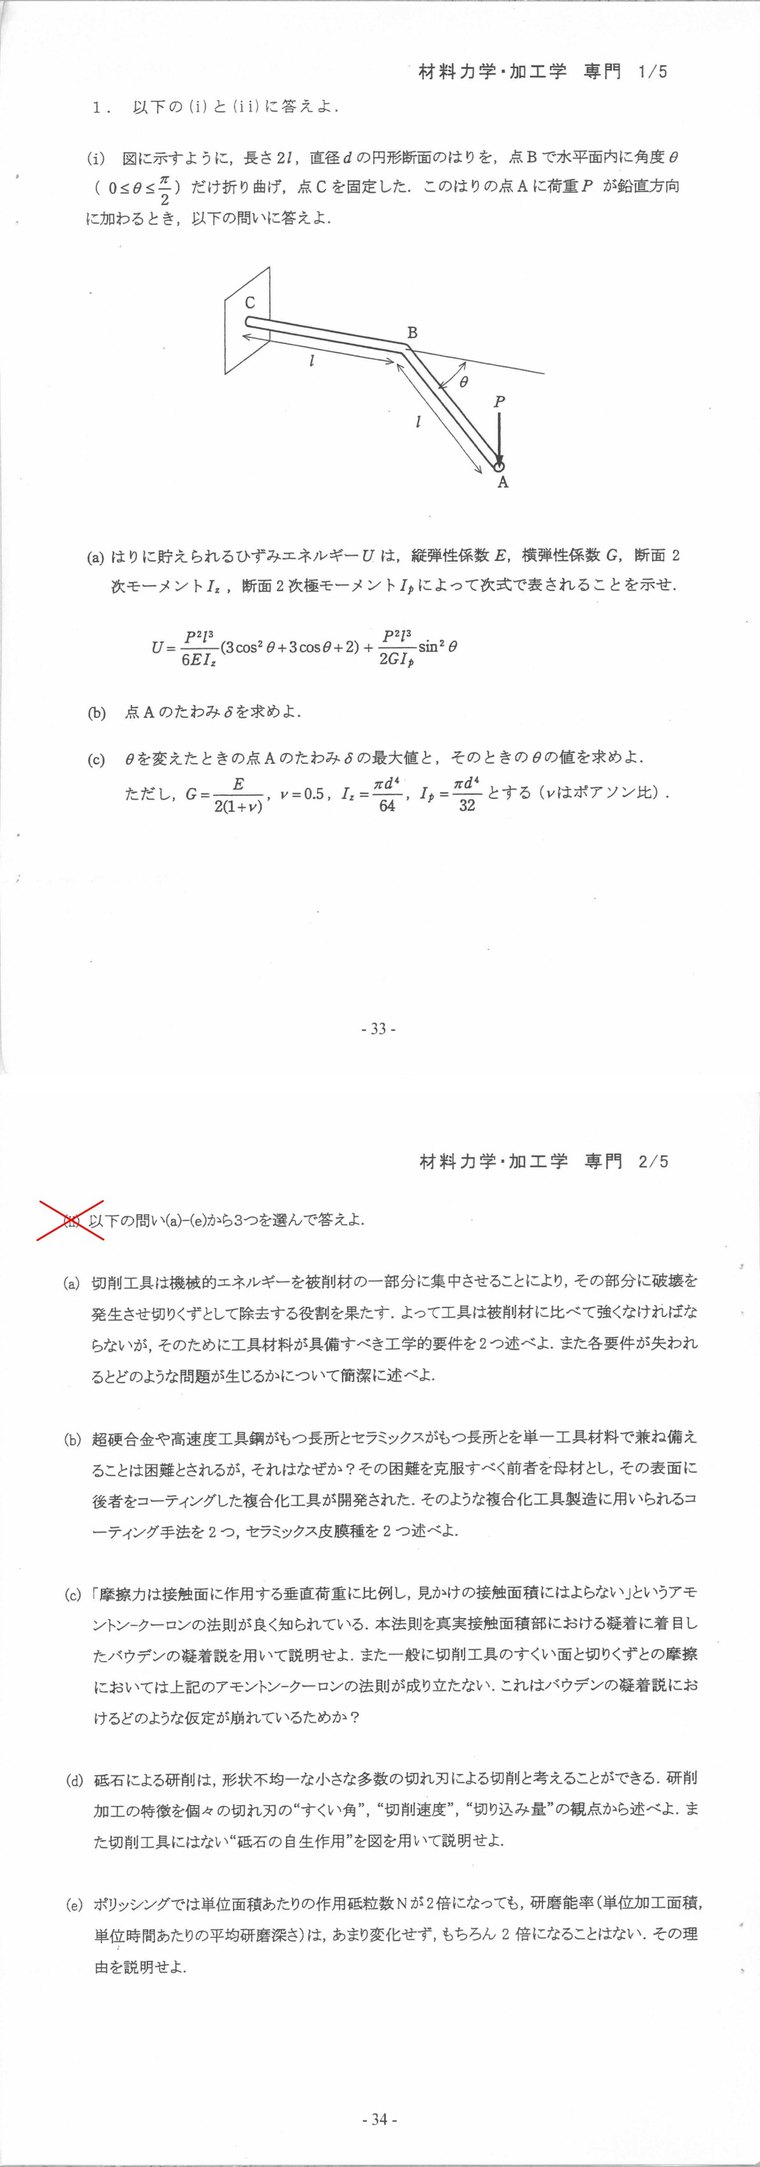 材料力学・加工学 専門 1/5
1. 以下の(i)と(ii)に答えよ.
(i) 図に示すように, 長さ2l, 直径dの円形断面のはりを, 点Bで水平面内に角度θ
( 0≤θ≤π/2 ) だけ折り曲げ, 点Cを固定した. このはりの点Aに荷重P が鉛直方向
に加わるとき, 以下の問いに答えよ.
C
B
l
θ
P
l
A
(a) はりに貯えられるひずみエネルギーUは, 縦弾性係数E, 横弾性係数G, 断面2
次モーメントI_z, 断面2次極モーメントI_pによって次式で表されることを示せ.
U = P²l³/6EI_z (3cos²θ+3cosθ+2) + P²l³/2GI_p sin²θ
(b) 点Aのたわみδを求めよ.
(c) θを変えたときの点Aのたわみδの最大値と, そのときのθの値を求めよ.
ただし, G = E/2(1+ν), ν=0.5, I_z = πd⁴/64, I_p = πd⁴/32 とする (νはポアソン比) .
- 33 -
材料力学・加工学 専門 2/5
(ii) 以下の問い(a)-(e)から3つを選んで答えよ.
(a) 切削工具は機械的エネルギーを被削材の一部分に集中させることにより, その部分に破壊を
発生させ切りくずとして除去する役割を果たす. よって工具は被削材に比べて強くなければな
らないが, そのために工具材料が具備すべき工学的要件を2つ述べよ. また各要件が失われ
るとどのような問題が生じるかについて簡潔に述べよ.
(b) 超硬合金や高速度工具鋼がもつ長所とセラミックスがもつ長所とを単一工具材料で兼ね備え
ることは困難とされるが, それはなぜか?その困難を克服すべく前者を母材とし, その表面に
後者をコーティングした複合化工具が開発された. そのような複合化工具製造に用いられるコ
ーティング手法を2つ, セラミックス皮膜種を2つ述べよ.
(c) 「摩擦力は接触面に作用する垂直荷重に比例し, 見かけの接触面積にはよらない」というアモ
ントン-クーロンの法則が良く知られている. 本法則を真実接触面積部における凝着に着目し
たバウデンの凝着説を用いて説明せよ. また一般に切削工具のすくい面と切りくずとの摩擦
においては上記のアモントン-クーロンの法則が成り立たない. これはバウデンの凝着説にお
けるどのような仮定が崩れているためか?
(d) 砥石による研削は, 形状不均一な小さな多数の切れ刃による切削と考えることができる. 研削
加工の特徴を個々の切れ刃の“すくい角”, “切削速度”, “切り込み量”の観点から述べよ. ま
た切削工具にはない“砥石の自生作用”を図を用いて説明せよ.
(e) ポリッシングでは単位面積あたりの作用砥粒数Nが2倍になっても, 研磨能率(単位加工面積,
単位時間あたりの平均研磨深さ)は, あまり変化せず, もちろん 2 倍になることはない. その理
由を説明せよ.
- 34 -